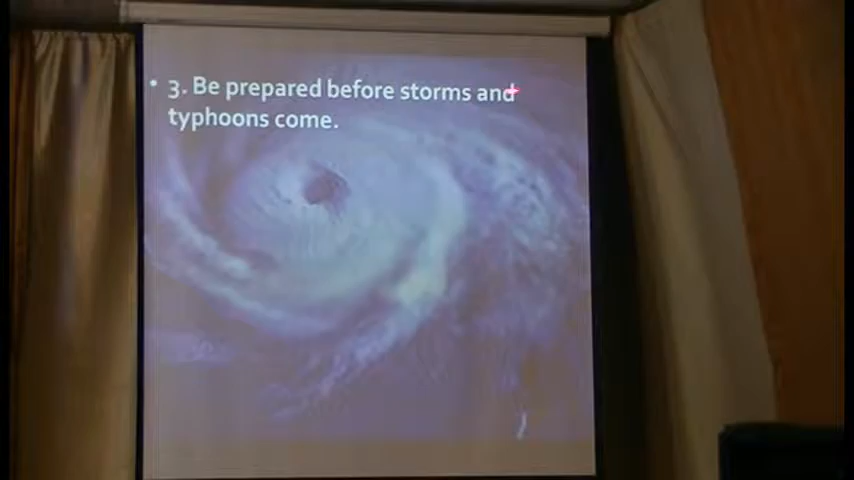 • 3. Be prepared before storms and
typhoons come.